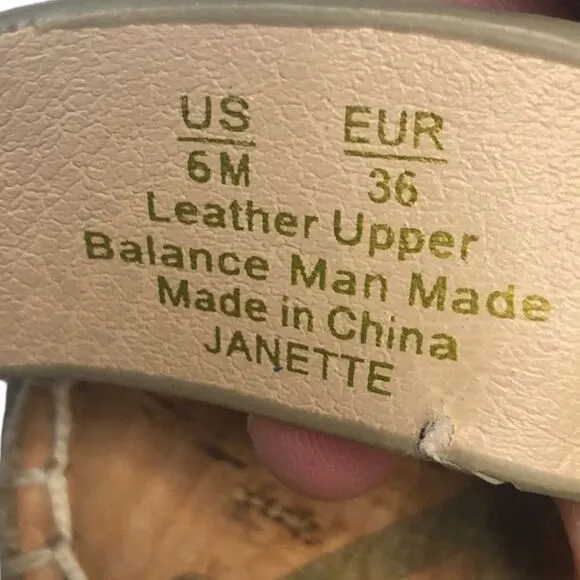 US EUR
6M 36
Leather Upper
Balance Man Made
Made in China
JANETTE